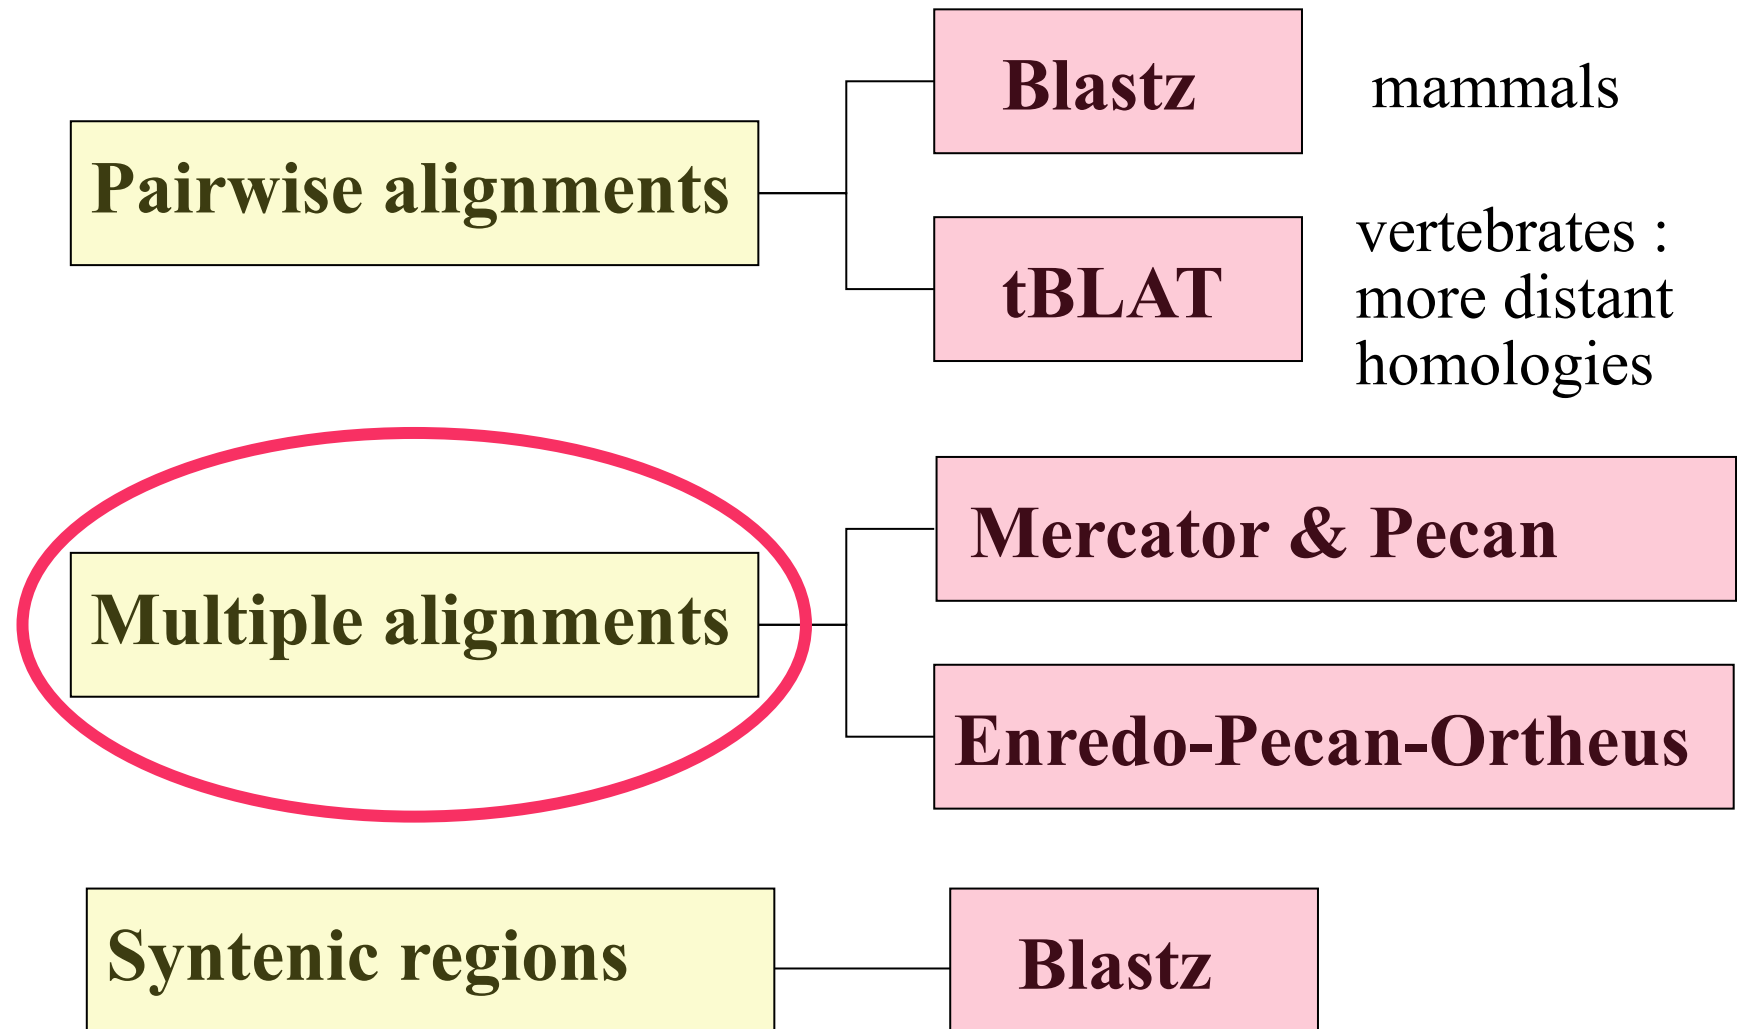 Pairwise alignments
Blastz
mammals
tBLAT
vertebrates :
more distant
homologies
Multiple alignments
Mercator & Pecan
Enredo-Pecan-Ortheus
Syntenic regions
Blastz